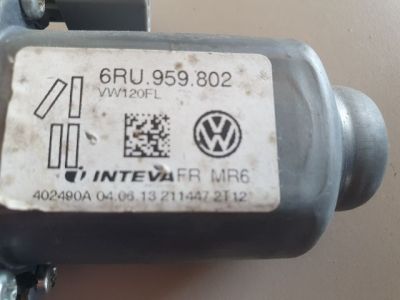 6RU.959.802
VW120FL
INTEVA FR MR6
402490A 04.06.13 211447 2T12